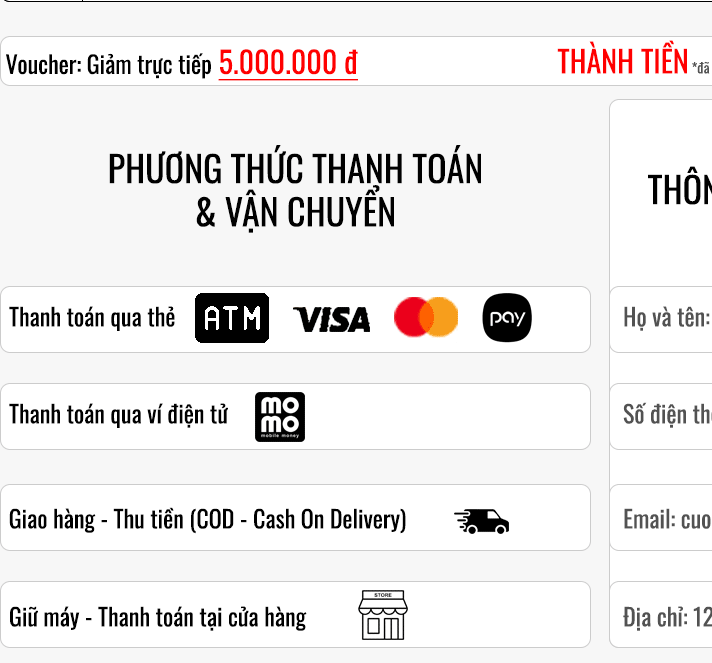 Voucher: Giảm trực tiếp 5.000.000 đ
THÀNH TIỀN *đã
PHƯƠNG THỨC THANH TOÁN
& VẬN CHUYỂN
THÔN
Thanh toán qua thẻ ATM VISA pay
Họ và tên:
Thanh toán qua ví điện tử mo mo mobile money
Số điện th
Giao hàng - Thu tiền (COD - Cash On Delivery)
Email: cuo
Giữ máy - Thanh toán tại cửa hàng STORE
Địa chỉ: 12